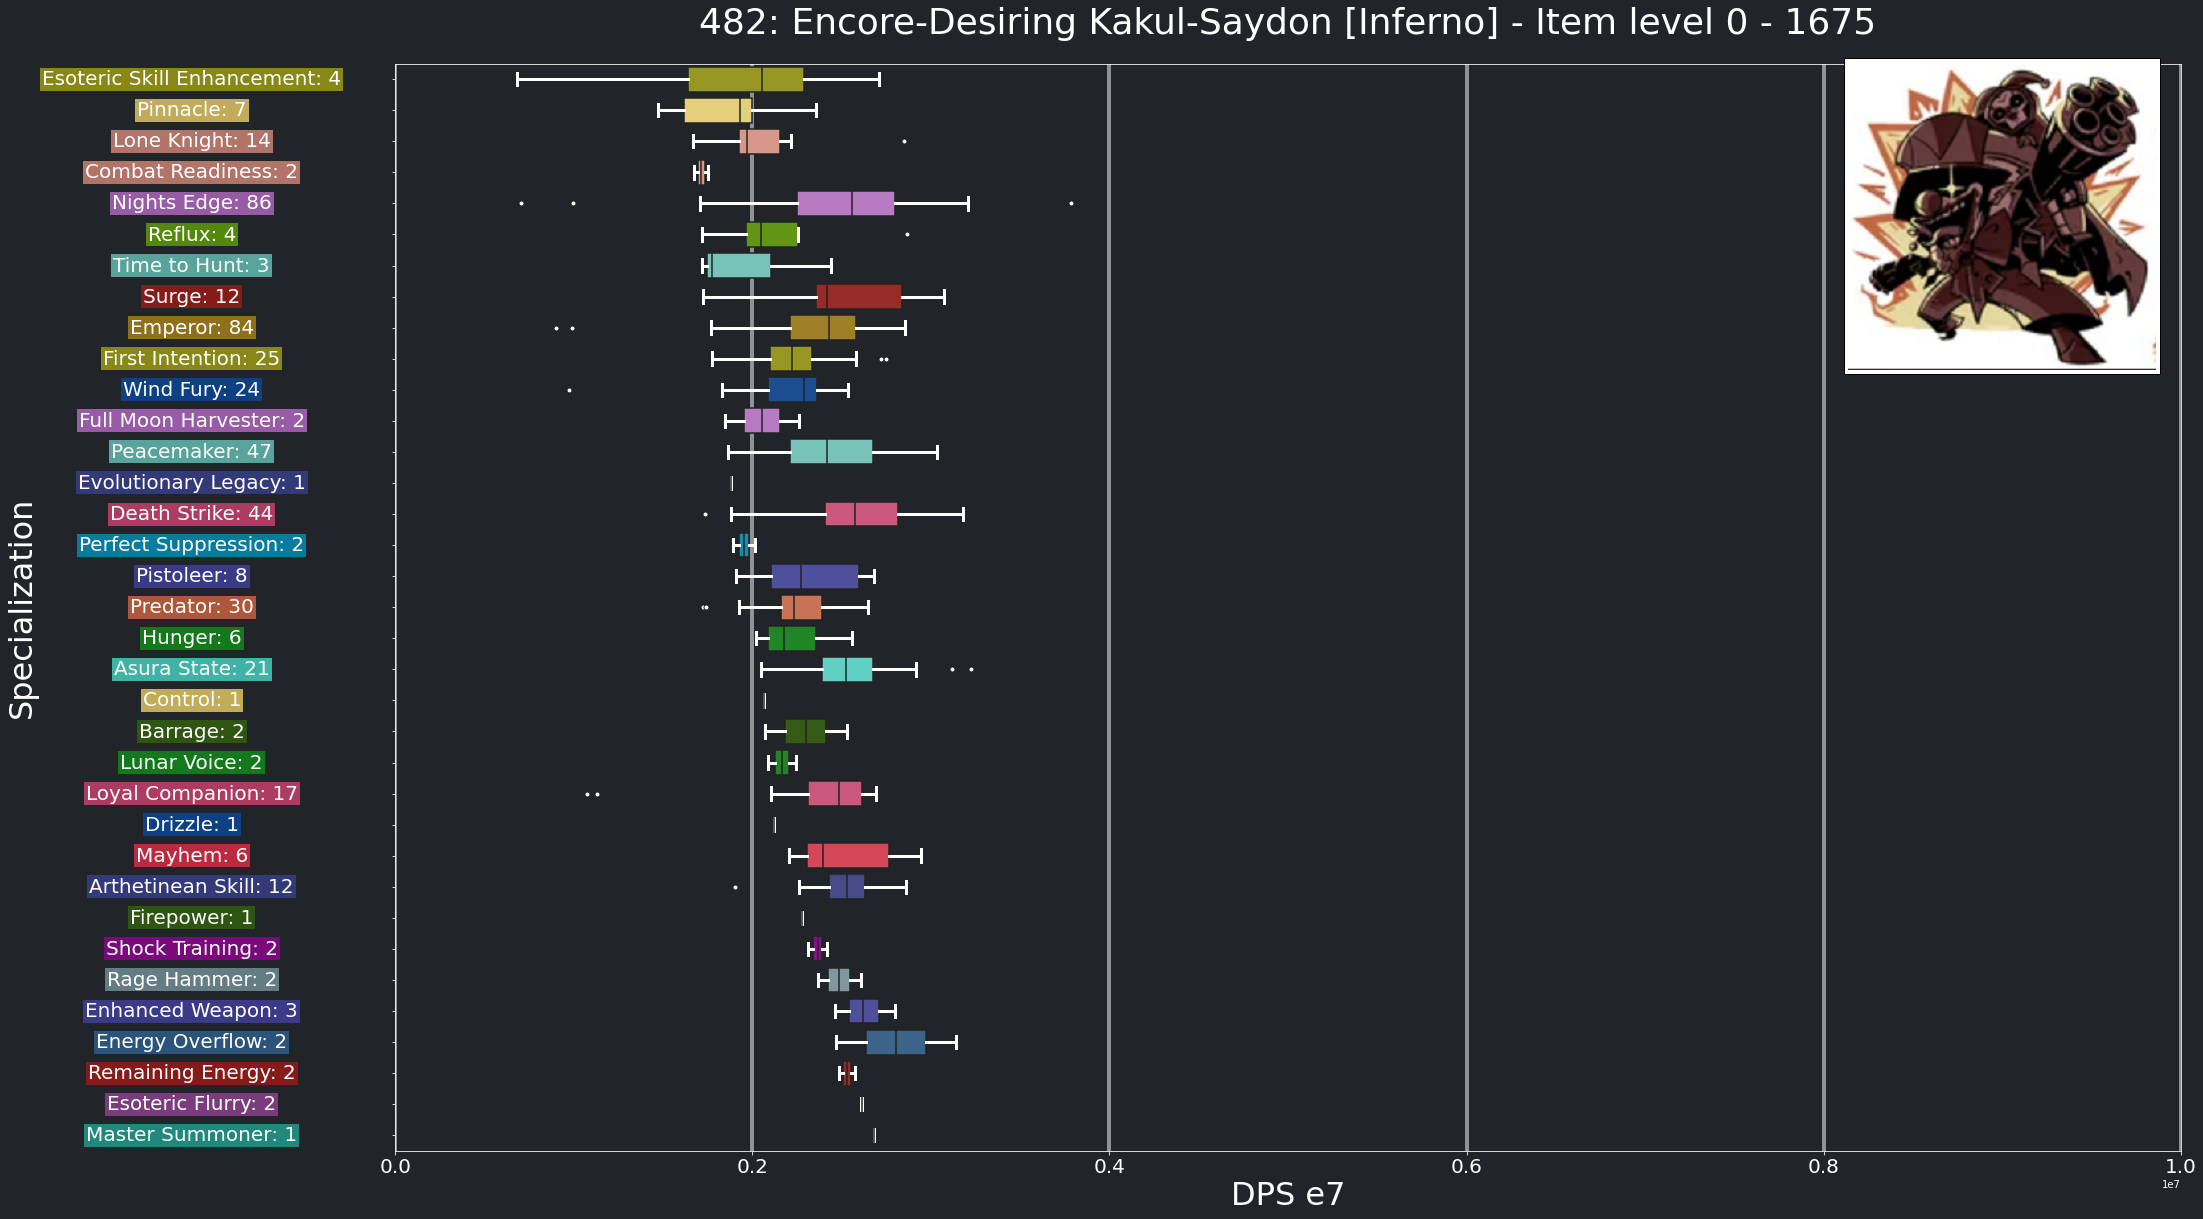 482: Encore-Desiring Kakul-Saydon [Inferno] - Item level 0 - 1675
Specialization
Esoteric Skill Enhancement: 4
Pinnacle: 7
Lone Knight: 14
Combat Readiness: 2
Nights Edge: 86
Reflux: 4
Time to Hunt: 3
Surge: 12
Emperor: 84
First Intention: 25
Wind Fury: 24
Full Moon Harvester: 2
Peacemaker: 47
Evolutionary Legacy: 1
Death Strike: 44
Perfect Suppression: 2
Pistoleer: 8
Predator: 30
Hunger: 6
Asura State: 21
Control: 1
Barrage: 2
Lunar Voice: 2
Loyal Companion: 17
Drizzle: 1
Mayhem: 6
Arthetinean Skill: 12
Firepower: 1
Shock Training: 2
Rage Hammer: 2
Enhanced Weapon: 3
Energy Overflow: 2
Remaining Energy: 2
Esoteric Flurry: 2
Master Summoner: 1
0.0 0.2 0.4 0.6 0.8 1.0
1e7
DPS e7